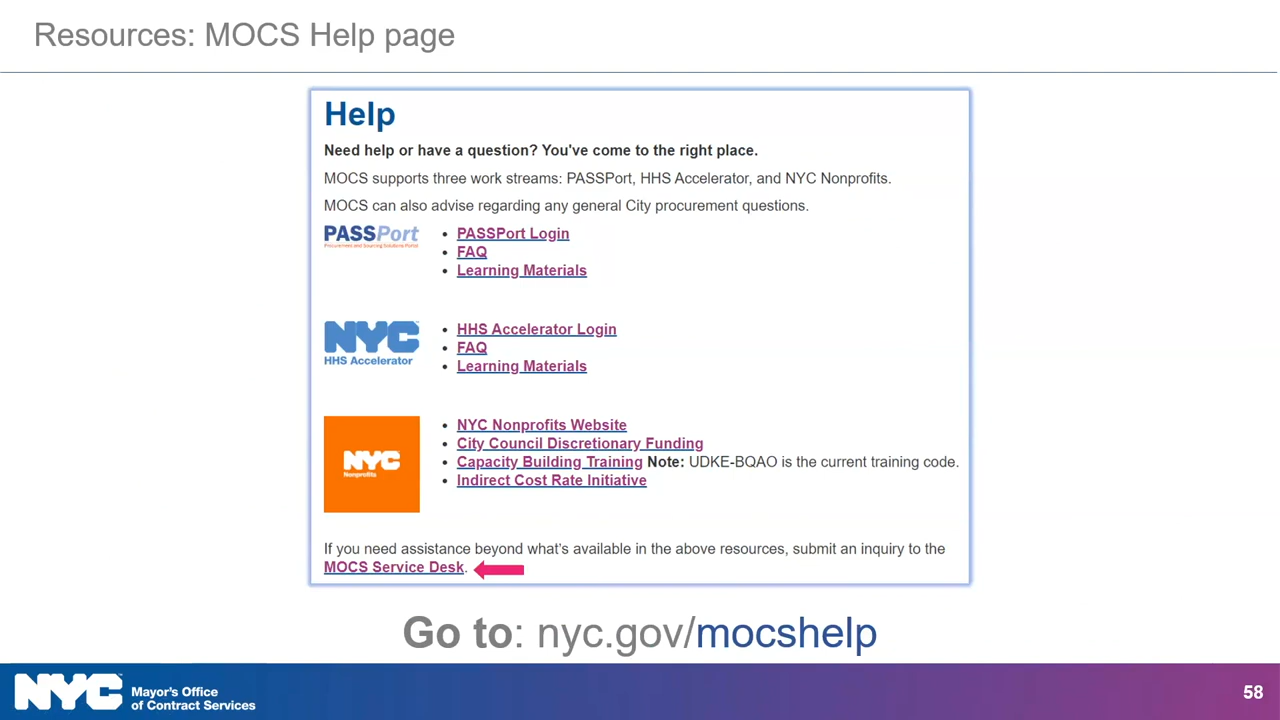 Resources: MOCS Help page
Help
Need help or have a question? You've come to the right place.
MOCS supports three work streams: PASSPort, HHS Accelerator, and NYC Nonprofits.
MOCS can also advise regarding any general City procurement questions.
PASSPort
Procurement and Sourcing Solutions Portal
• PASSPort Login
• FAQ
• Learning Materials
NYC
HHS Accelerator
• HHS Accelerator Login
• FAQ
• Learning Materials
NYC
Nonprofits
• NYC Nonprofits Website
• City Council Discretionary Funding
• Capacity Building Training Note: UDKE-BQAO is the current training code.
• Indirect Cost Rate Initiative
If you need assistance beyond what's available in the above resources, submit an inquiry to the
MOCS Service Desk.
Go to: nyc.gov/mocshelp
NYC
Mayor's Office
of Contract Services
58